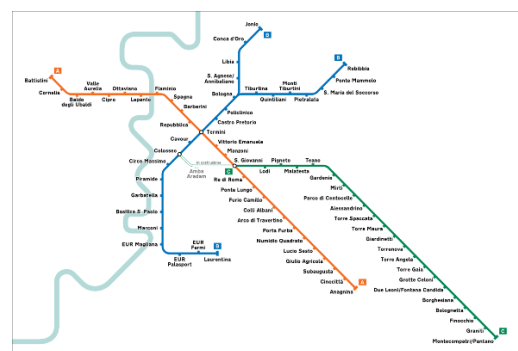 Jonio
B
Conca d'Oro
Libia
S. Agnese/
Annibaliano
Bologna
B
Rebibbia
Ponte Mammolo
S. Maria del Soccorso
Pietralata
Monti
Tiburtini
Quintiliani
Tiburtina
Policlinico
Castro Pretorio
Termini
Cavour
Colosseo
Circo Massimo
Piramide
Garbatella
Basilica S. Paolo
Marconi
EUR Magliana
EUR
Palasport
EUR
Fermi
Laurentina
B
A
Battistini
Cornelia
Baldo
degli Ubaldi
Valle
Aurelia
Cipro
Ottaviano
Lepanto
Flaminio
Spagna
Barberini
Repubblica
Vittorio Emanuele
Manzoni
S. Giovanni
Re di Roma
Ponte Lungo
Furio Camillo
Colli Albani
Arco di Travertino
Porta Furba
Numidio Quadrato
Lucio Sestio
Giulio Agricola
Subaugusta
Cinecittà
Anagnina
A
in costruzione
Amba
Aradam
C
Lodi
Pigneto
Malatesta
Teano
Gardenie
Mirti
Parco di Centocelle
Alessandrino
Torre Spaccata
Torre Maura
Giardinetti
Torrenova
Torre Angela
Torre Gaia
Grotte Celoni
Due Leoni/Fontana Candida
Borghesiana
Bolognetta
Finocchio
Graniti
Montecompatri/Pantano
C